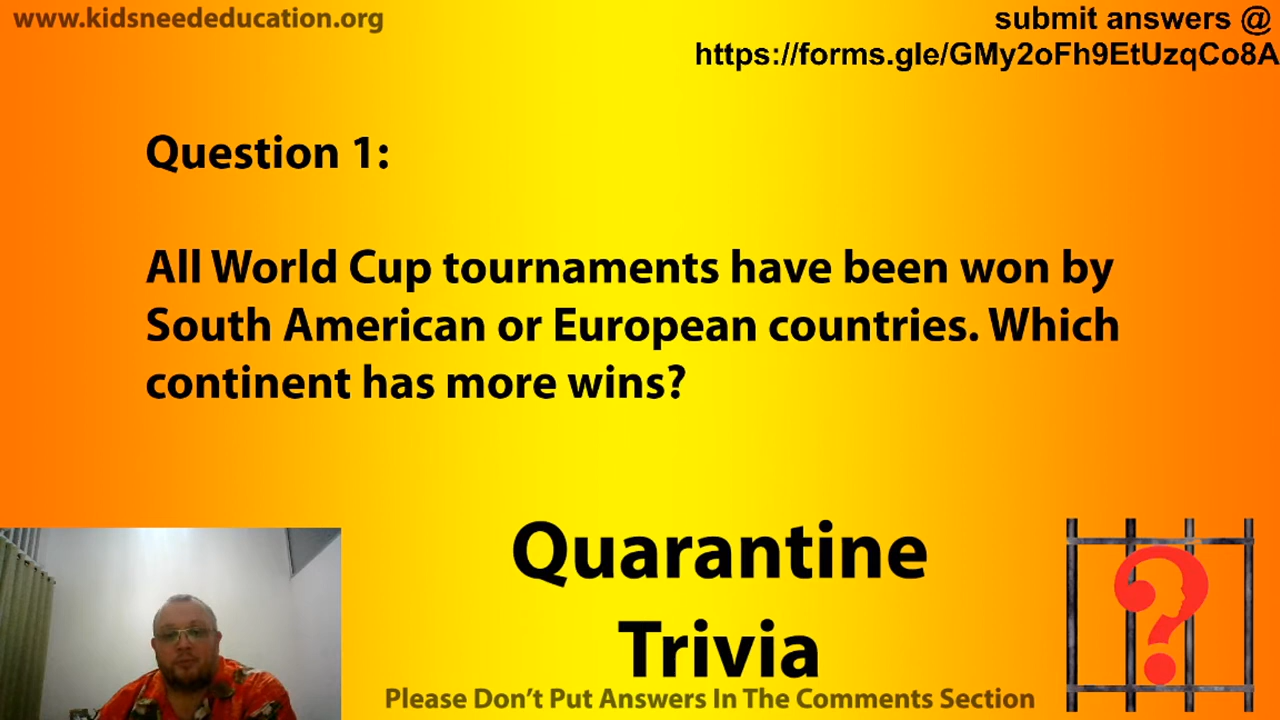 www.kidsneededucation.org
submit answers @
https://forms.gle/GMy2oFh9EtUzqCo8A
Question 1:
All World Cup tournaments have been won by
South American or European countries. Which
continent has more wins?
Quarantine
Trivia
Please Don’t Put Answers In The Comments Section